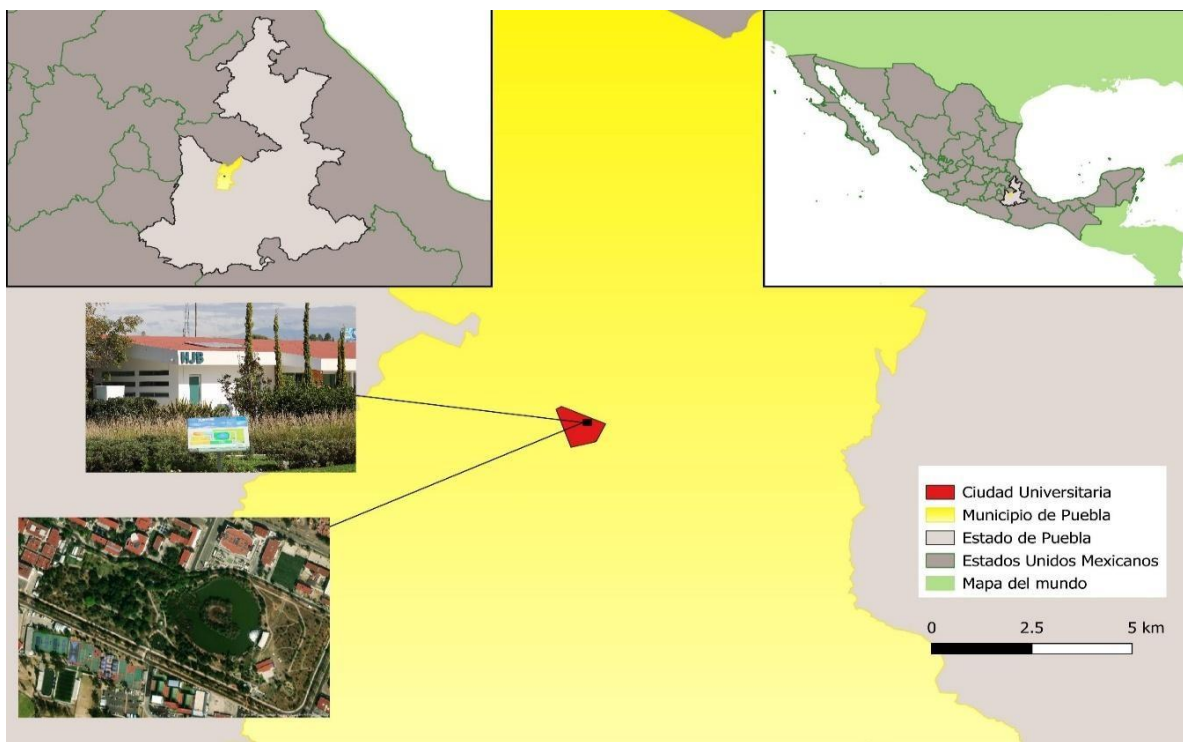 HJB
Ciudad Universitaria
Municipio de Puebla
Estado de Puebla
Estados Unidos Mexicanos
Mapa del mundo
0 2.5 5 km